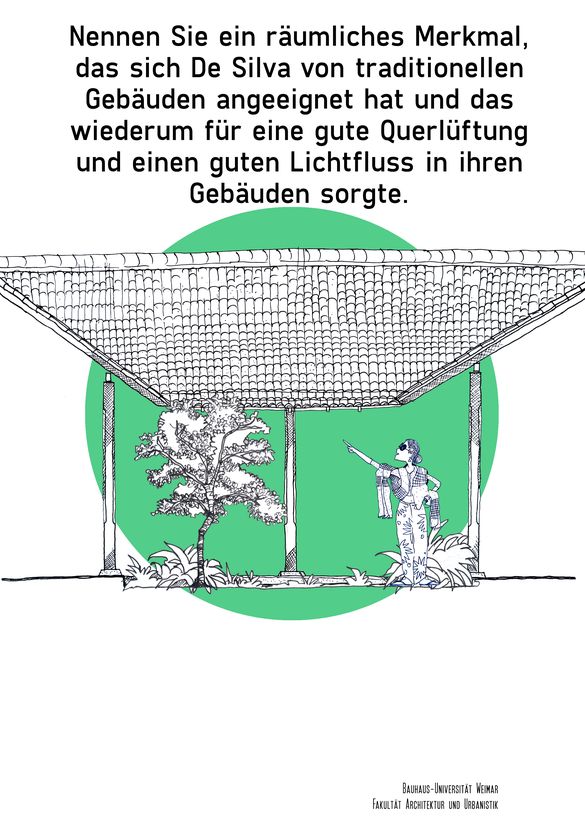 Nennen Sie ein räumliches Merkmal,
das sich De Silva von traditionellen
Gebäuden angeeignet hat und das
wiederum für eine gute Querlüftung
und einen guten Lichtfluss in ihren
Gebäuden sorgte.
Bauhaus-Universität Weimar
Fakultät Architektur und Urbanistik